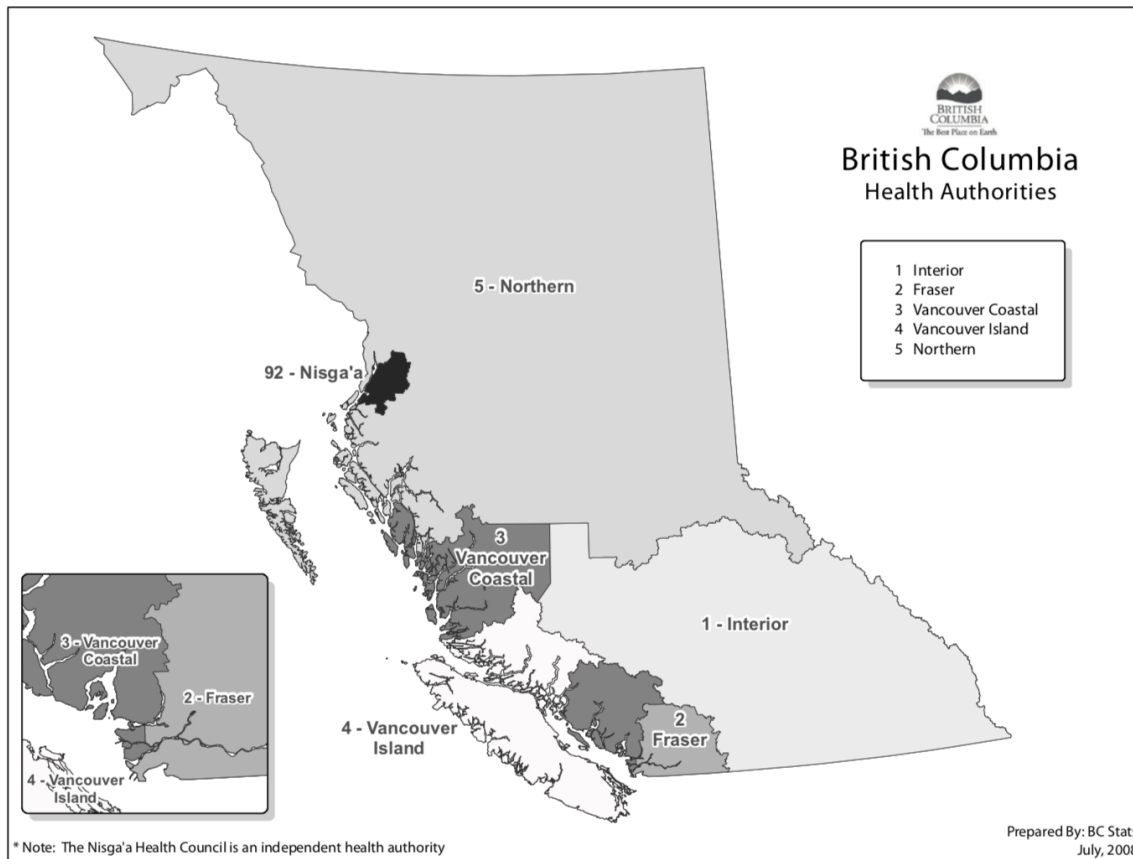 BRITISH
COLUMBIA
The Best Place on Earth
British Columbia
Health Authorities
1 Interior
2 Fraser
3 Vancouver Coastal
4 Vancouver Island
5 Northern
5 - Northern
92 - Nisga'a
3
Vancouver
Coastal
1 - Interior
2
Fraser
4 - Vancouver
Island
3 - Vancouver
Coastal
2 - Fraser
4 - Vancouver
Island
* Note: The Nisga'a Health Council is an independent health authority
Prepared By: BC Stats
July, 2008